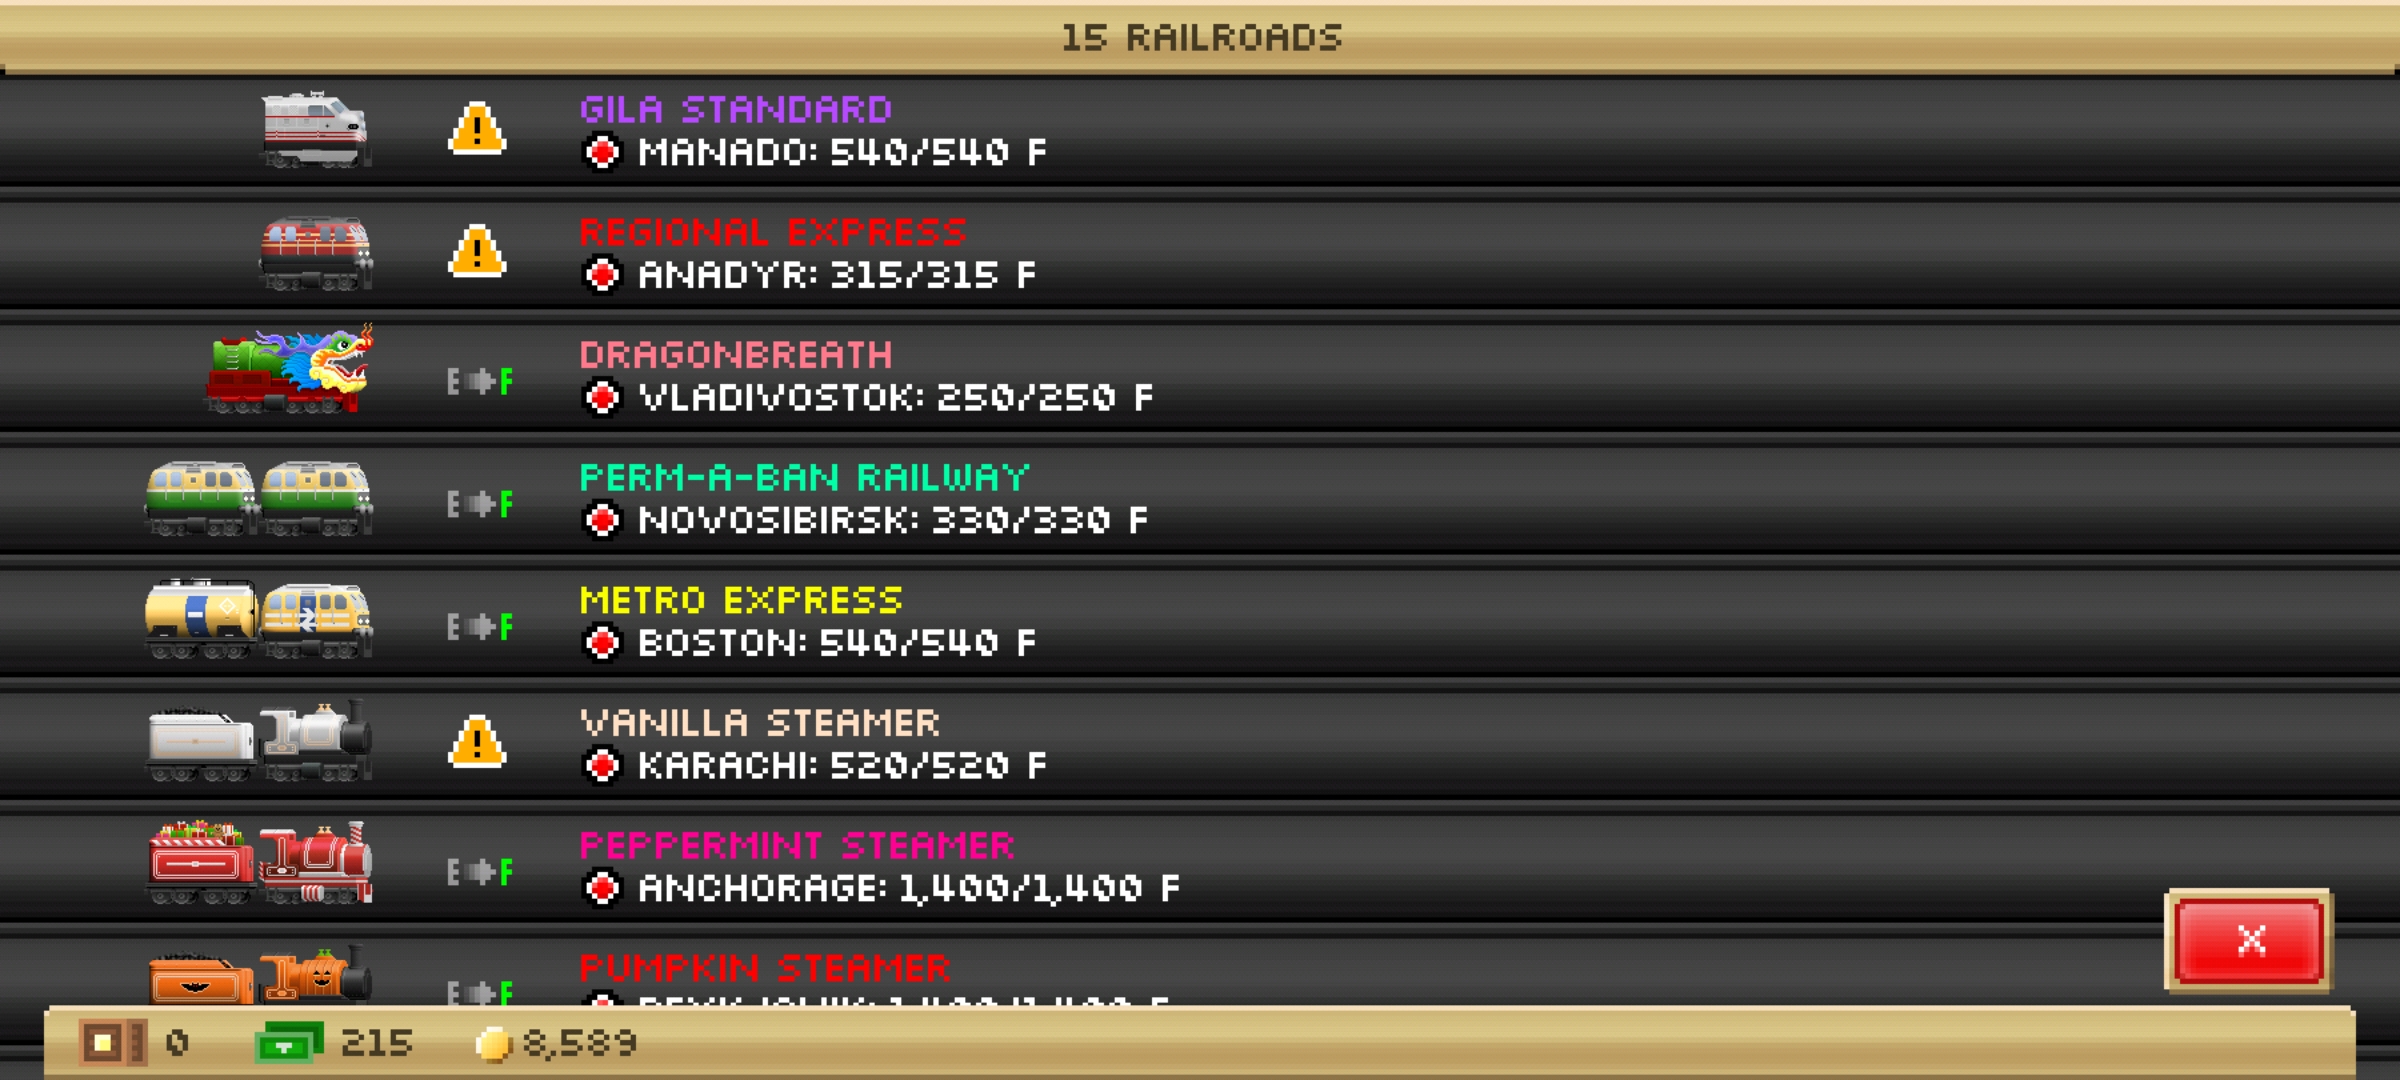 15 RAILROADS
GILA STANDARD
MANADO: 540/540 F
REGIONAL EXPRESS
ANADYR: 315/315 F
DRAGONBREATH
E F
VLADIVOSTOK: 250/250 F
PERM-A-BAN RAILWAY
E F
NOVOSIBIRSK: 330/330 F
METRO EXPRESS
E F
BOSTON: 540/540 F
VANILLA STEAMER
KARACHI: 520/520 F
PEPPERMINT STEAMER
E F
ANCHORAGE: 1,400/1,400 F
PUMPKIN STEAMER
E F
X
0 215 8,589